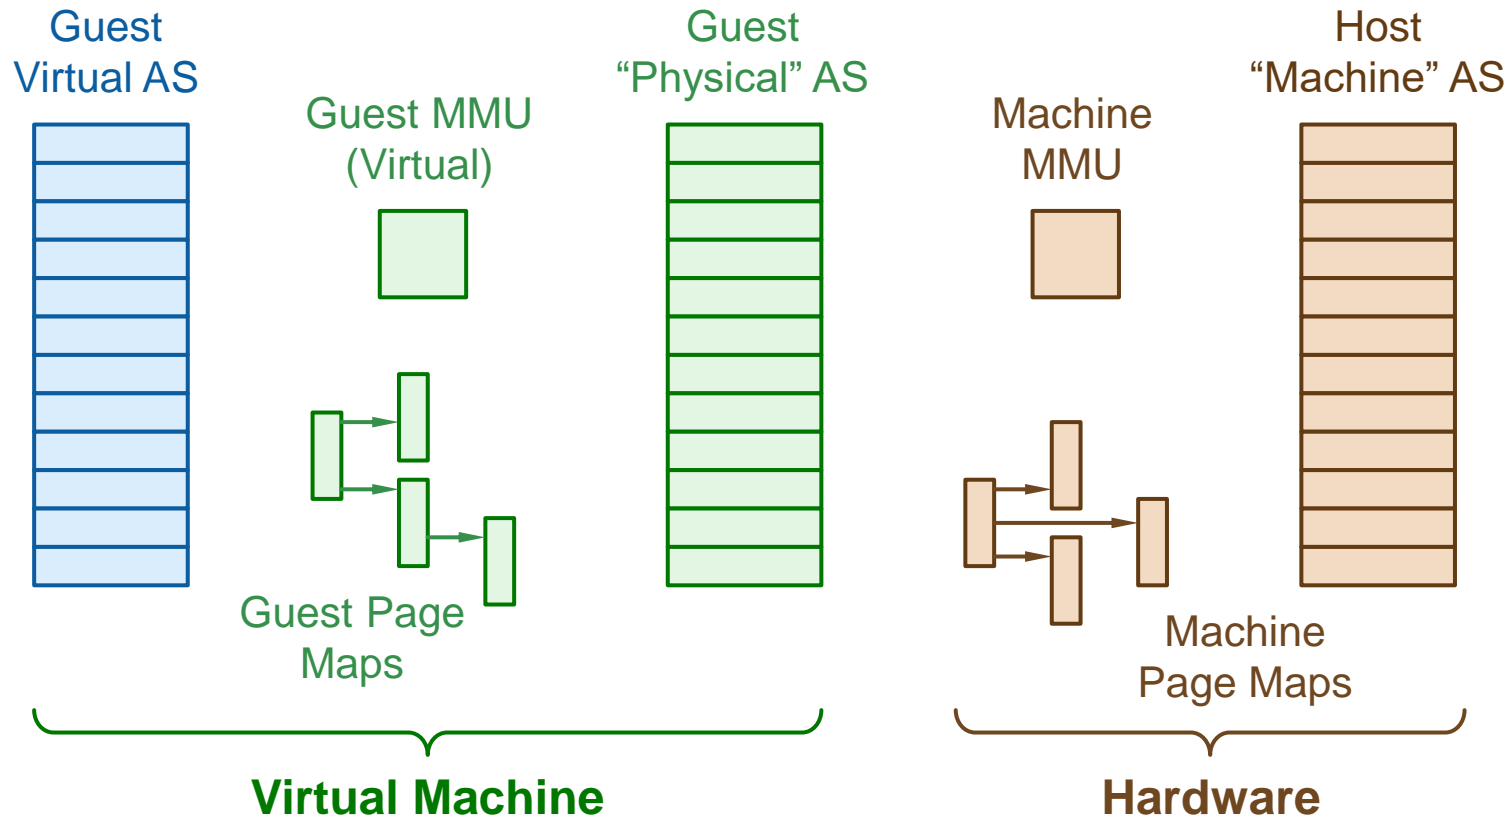 Guest
Virtual AS
Guest MMU
(Virtual)
Guest
“Physical” AS
Machine
MMU
Host
“Machine” AS
Guest Page
Maps
Machine
Page Maps
Virtual Machine
Hardware